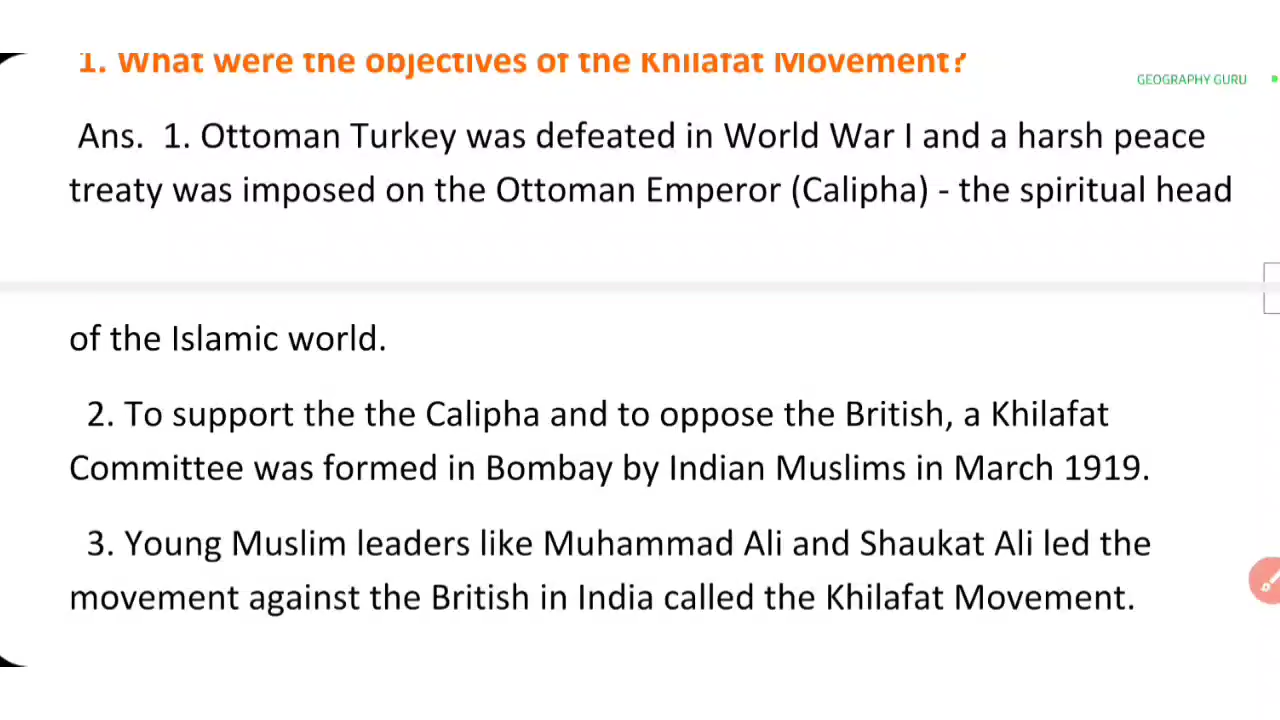 1. What were the objectives of the Khilafat Movement?
GEOGRAPHY GURU
Ans. 1. Ottoman Turkey was defeated in World War I and a harsh peace
treaty was imposed on the Ottoman Emperor (Calipha) - the spiritual head
of the Islamic world.
2. To support the the Calipha and to oppose the British, a Khilafat
Committee was formed in Bombay by Indian Muslims in March 1919.
3. Young Muslim leaders like Muhammad Ali and Shaukat Ali led the
movement against the British in India called the Khilafat Movement.